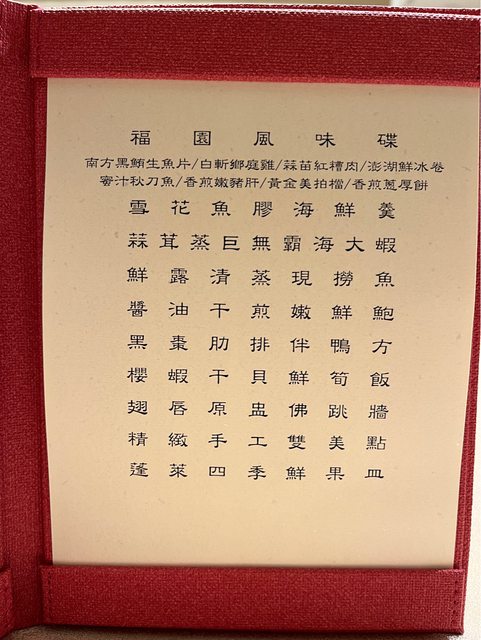 福園風味碟
南方黑鮪生魚片/白斬鄉庭雞/蒜苗紅糟肉/澎湖鮮冰卷
蜜汁秋刀魚/香煎嫩豬肝/黃金美拍檔/香煎蔥厚餅
雪花魚膠海鮮羹
蒜茸蒸巨無霸海大蝦
鮮露清蒸現撈魚
醬油干煎嫩鮮鮑
黑棗肋排伴鴨方
櫻蝦干貝鮮筍飯
翅唇原盅佛跳牆
精緻手工雙美點
蓬萊四季鮮果皿